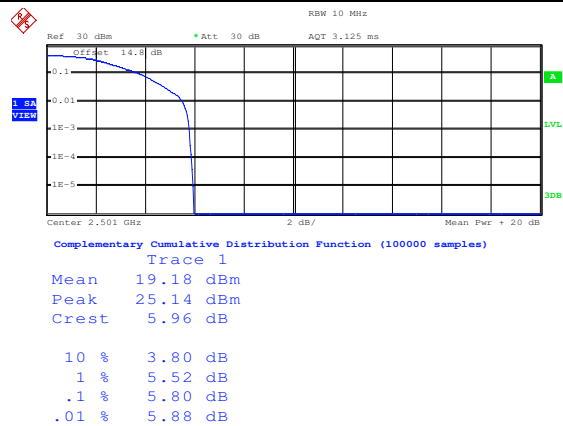 R S
RBW 10 MHz
Ref 30 dBm *Att 30 dB AQT 3.125 ms
Offset 14.8 dB
0.1
A
0.01
1 SA
VIEW
1E-3
LVL
1E-4
1E-5
3DB
Center 2.501 GHz 2 dB/ Mean Pwr + 20 dB
Complementary Cumulative Distribution Function (100000 samples)
Trace 1
Mean 19.18 dBm
Peak 25.14 dBm
Crest 5.96 dB
10 % 3.80 dB
1 % 5.52 dB
.1 % 5.80 dB
.01 % 5.88 dB